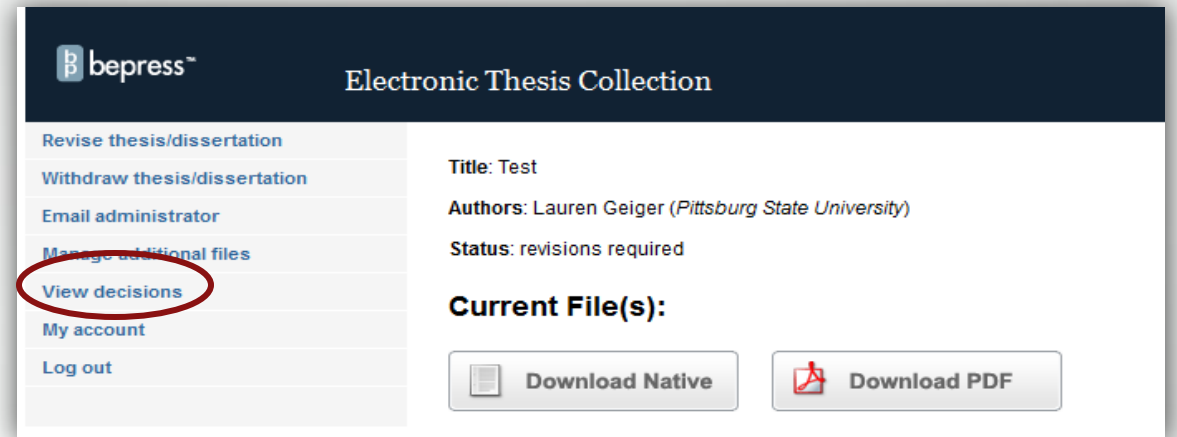 bepress™
Electronic Thesis Collection
Revise thesis/dissertation
Withdraw thesis/dissertation
Email administrator
Manage additional files
View decisions
My account
Log out
Title: Test
Authors: Lauren Geiger (Pittsburg State University)
Status: revisions required
Current File(s):
Download Native
Download PDF